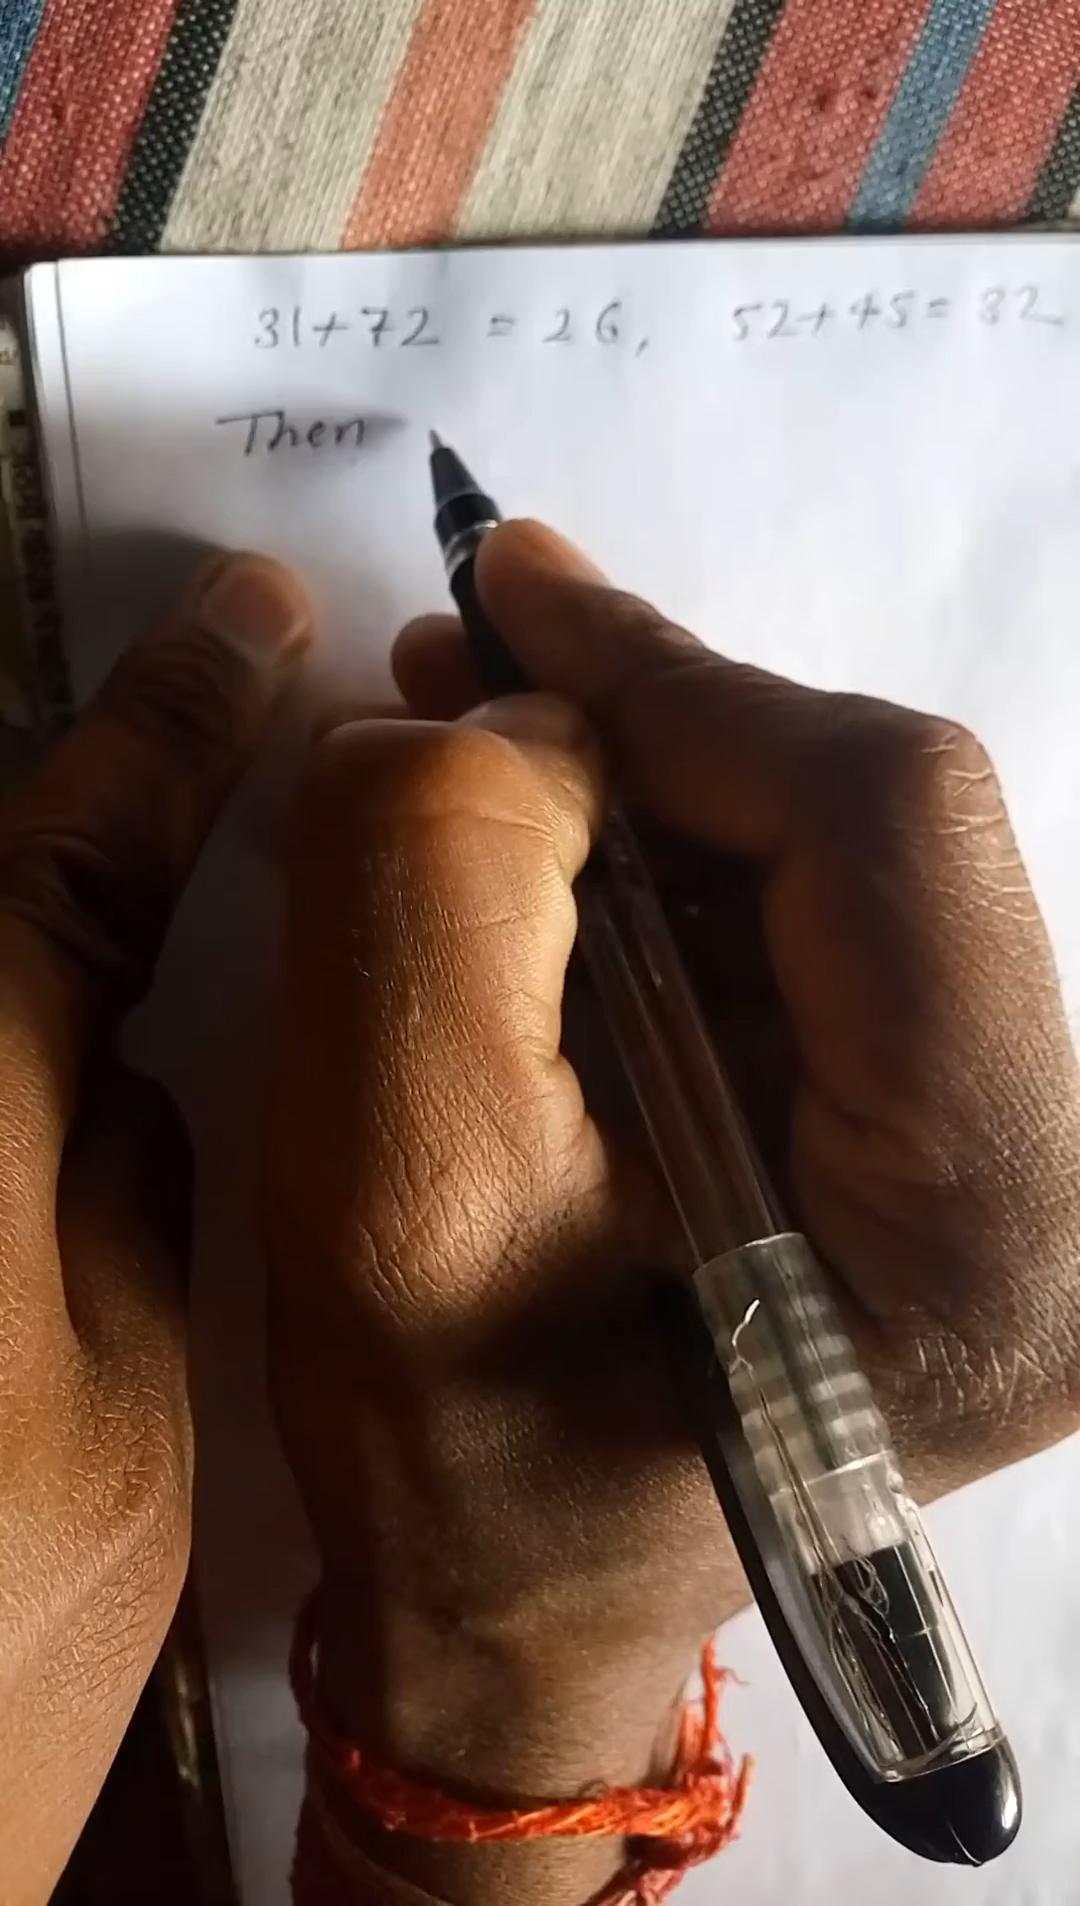 31+72 = 26, 52+45= 82
Then